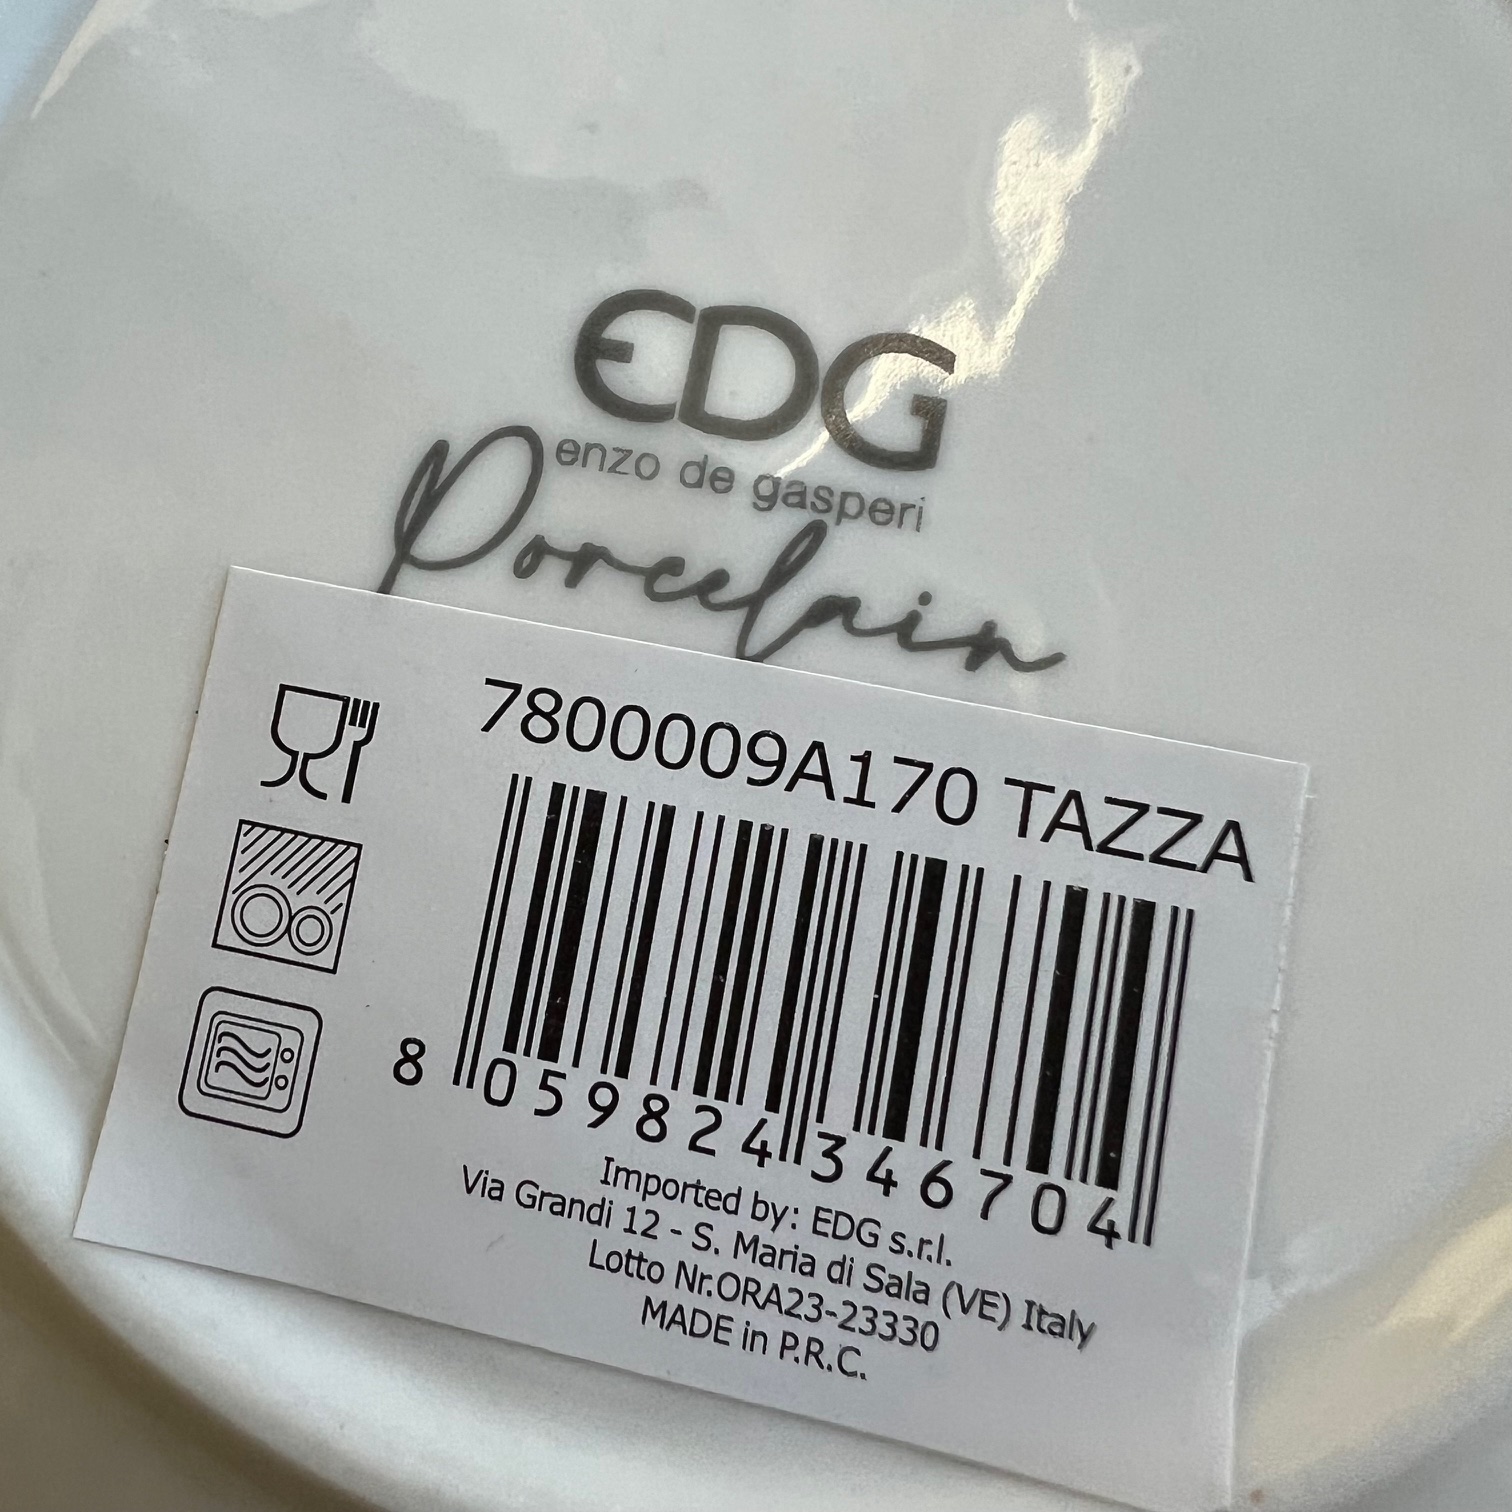 EDG
enzo de gasperi
Porcelain
7800009A170 TAZZA
8 059824 346704
Imported by: EDG s.r.l.
Via Grandi 12 - S. Maria di Sala (VE) Italy
Lotto Nr.ORA23-23330
MADE in P.R.C.